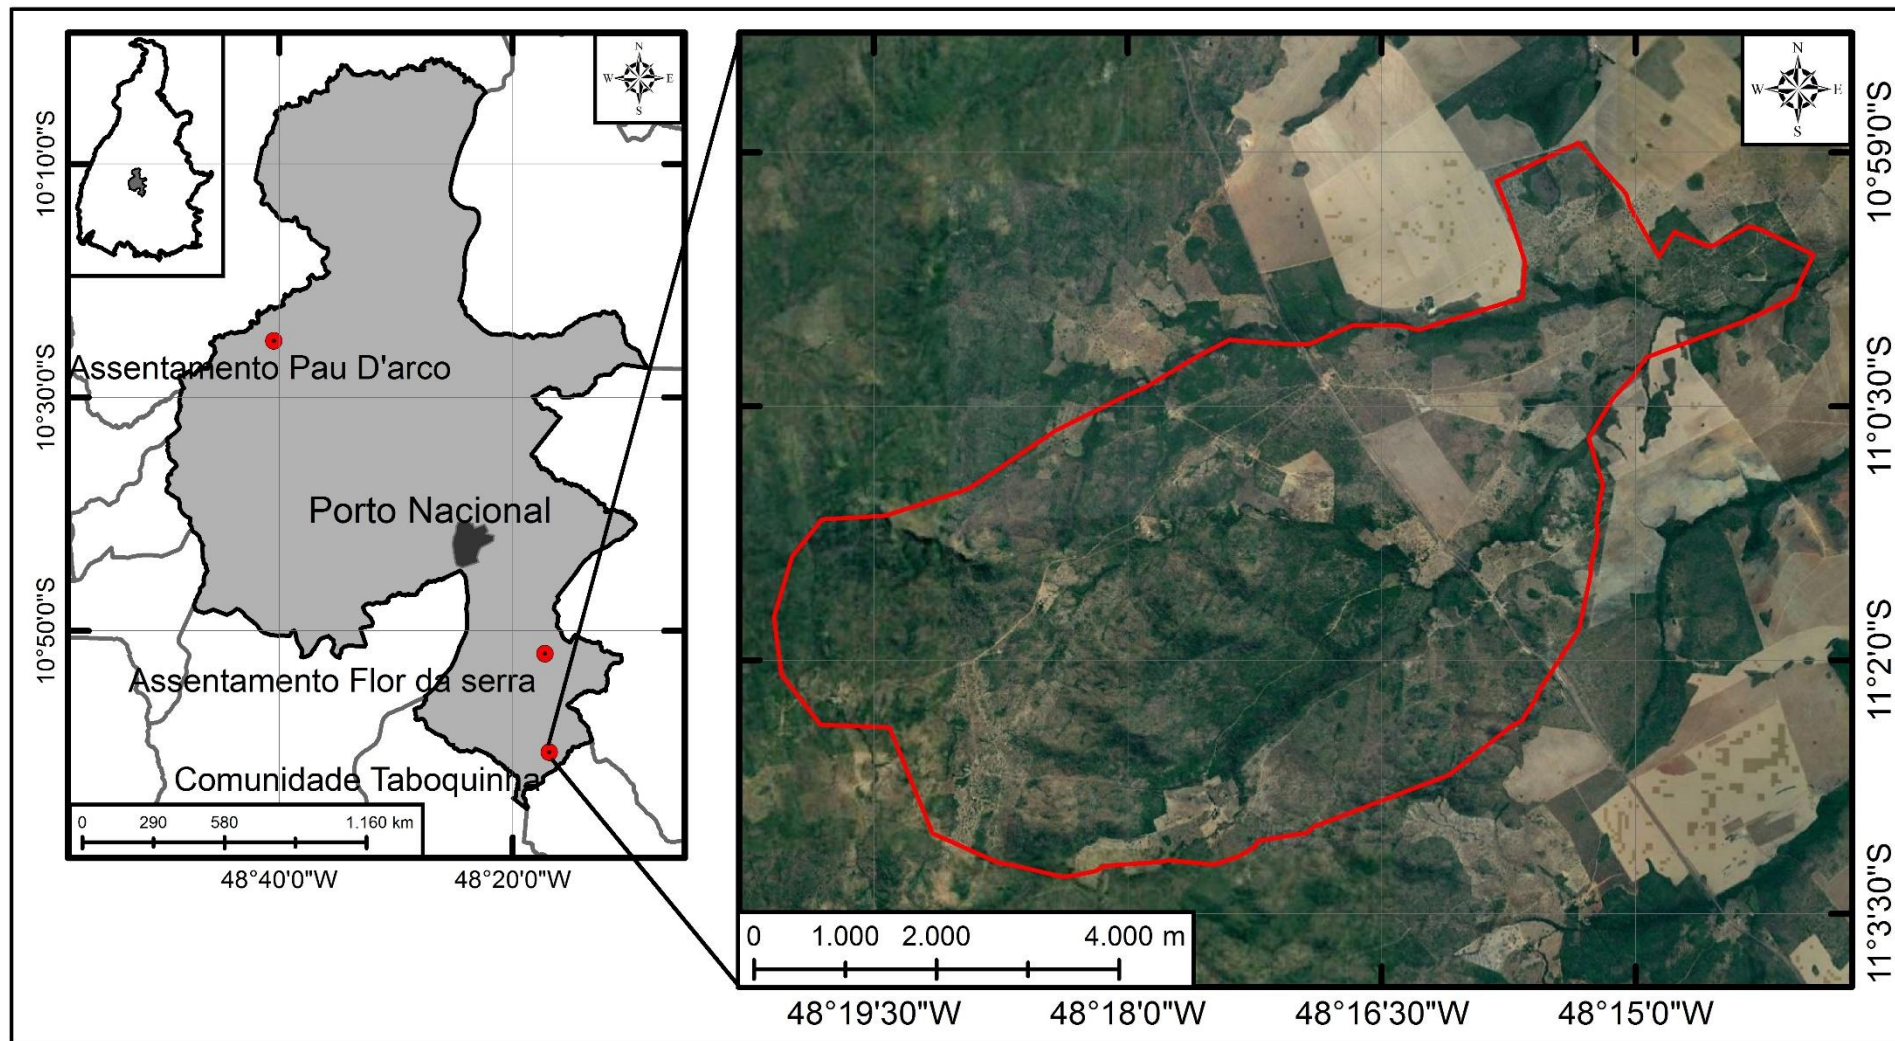 N
W E
S
10°10'0"S
Assentamento Pau D'arco
10°30'0"S
Porto Nacional
10°50'0"S
Assentamento Flor da serra
Comunidade Taboquinha
0 290 580 1.160 km
48°40'0"W 48°20'0"W
N
W E
S
10°59'0"S
11°0'30"S
11°2'0"S
11°3'30"S
0 1.000 2.000 4.000 m
48°19'30"W 48°18'0"W 48°16'30"W 48°15'0"W